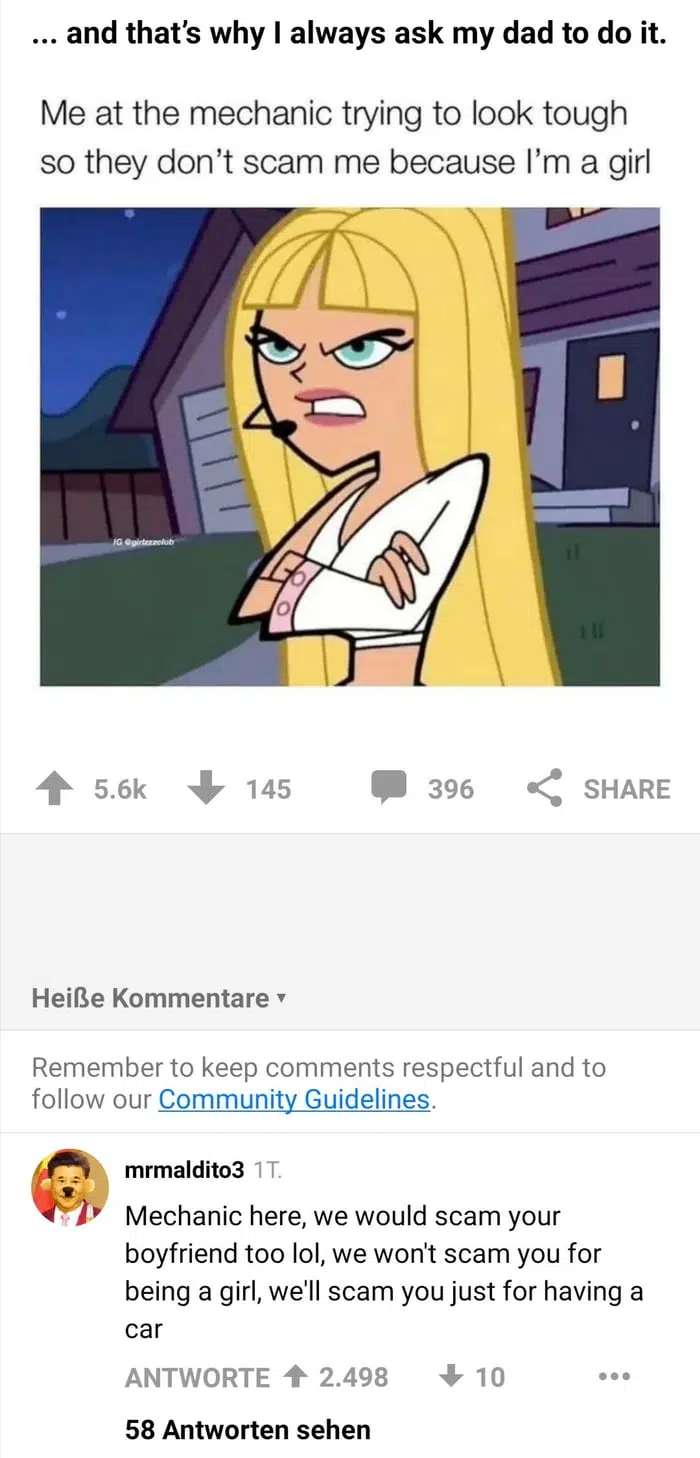 ... and that's why I always ask my dad to do it.
Me at the mechanic trying to look tough
so they don't scam me because I'm a girl
IG @girlzzzclub
5.6k 145 396 SHARE
Heiße Kommentare ▾
Remember to keep comments respectful and to
follow our Community Guidelines.
mrmaldito3 1T.
Mechanic here, we would scam your
boyfriend too lol, we won't scam you for
being a girl, we'll scam you just for having a
car
ANTWORTE 2.498 10
58 Antworten sehen